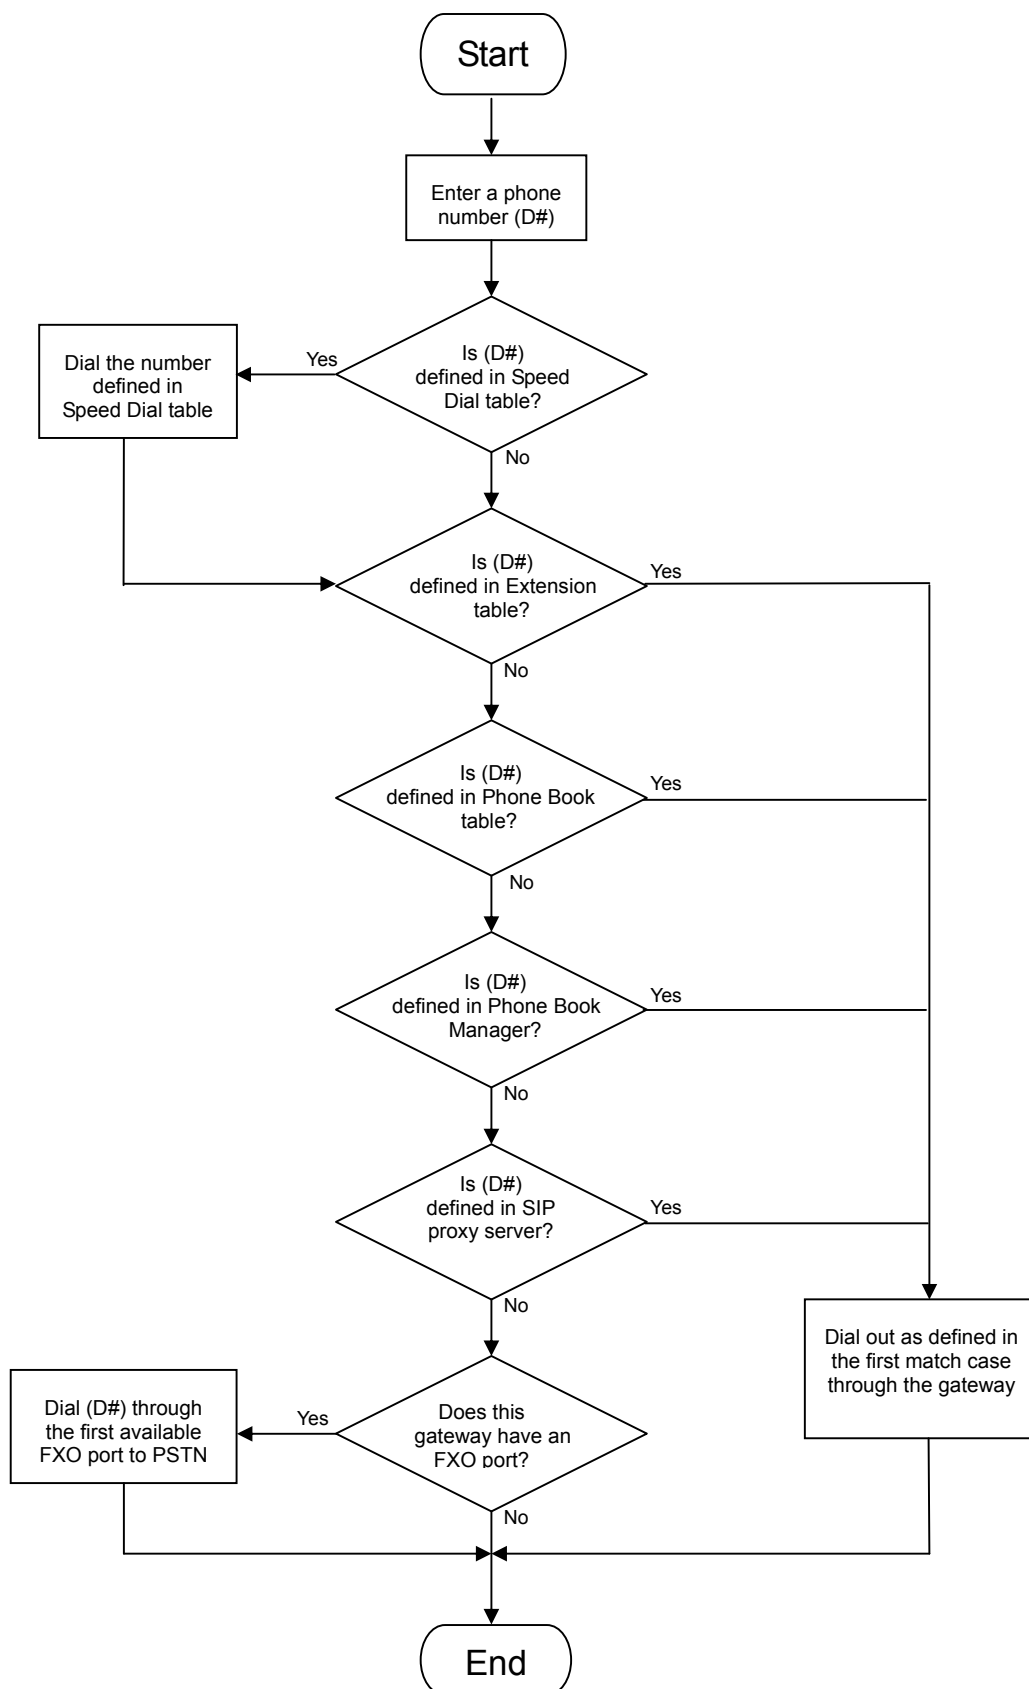 Start
Enter a phone
number (D#)
Is (D#)
defined in Speed
Dial table?
Yes
Dial the number
defined in
Speed Dial table
No
Is (D#)
defined in Extension
table?
Yes
No
Is (D#)
defined in Phone Book
table?
Yes
No
Is (D#)
defined in Phone Book
Manager?
Yes
No
Is (D#)
defined in SIP
proxy server?
Yes
No
Dial out as defined in
the first match case
through the gateway
Does this
gateway have an
FXO port?
Yes
Dial (D#) through
the first available
FXO port to PSTN
No
End